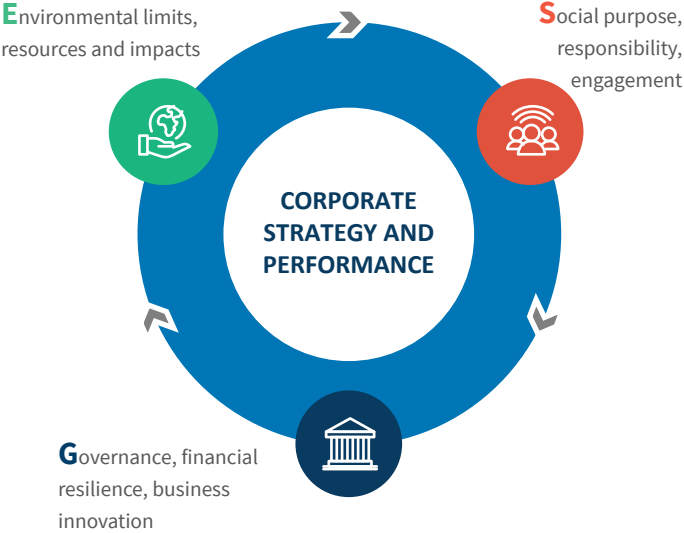 Environmental limits,
resources and impacts
Social purpose,
responsibility,
engagement
CORPORATE
STRATEGY AND
PERFORMANCE
Governance, financial
resilience, business
innovation